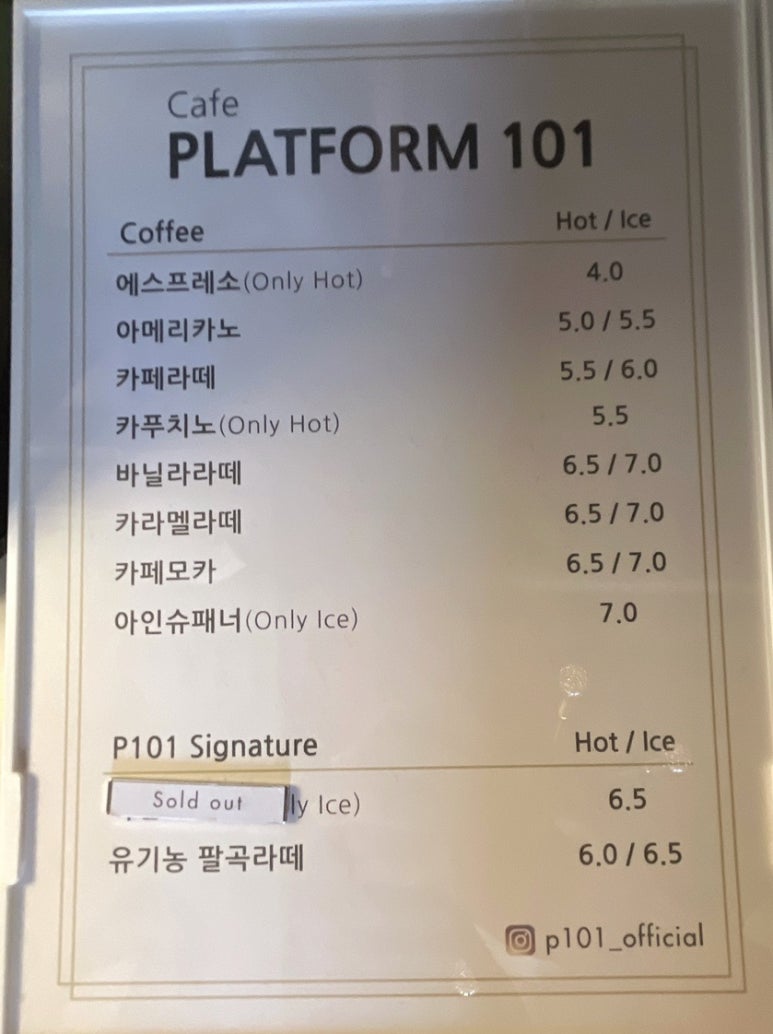 Cafe
PLATFORM 101
Coffee Hot / Ice
에스프레소(Only Hot) 4.0
아메리카노 5.0 / 5.5
카페라떼 5.5 / 6.0
카푸치노(Only Hot) 5.5
바닐라라떼 6.5 / 7.0
카라멜라떼 6.5 / 7.0
카페모카 6.5 / 7.0
아인슈패너(Only Ice) 7.0
P101 Signature Hot / Ice
Sold out ly Ice) 6.5
유기농 팔곡라떼 6.0 / 6.5
p101_official